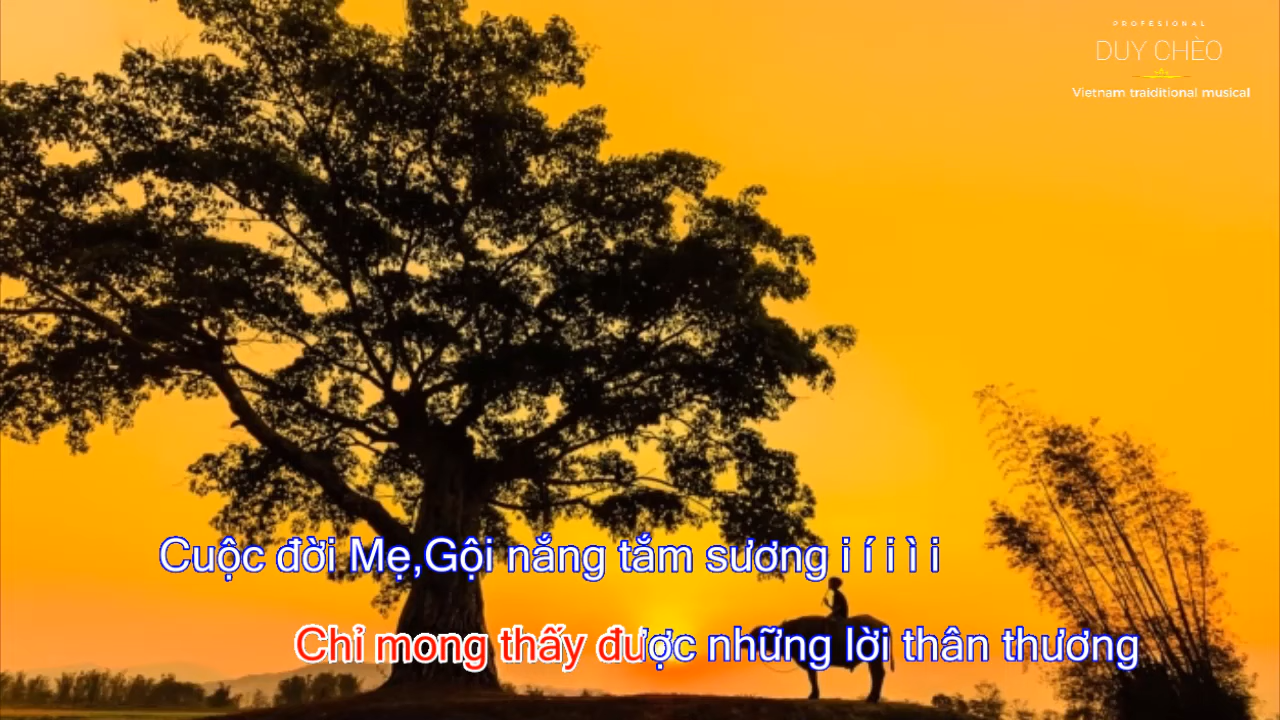 PROFESIONAL
DUY CHÈO
Vietnam traiditional musical
Cuộc đời Mẹ,Gội nắng tắm sương i í i ì i
Chỉ mong thấy được những lời thân thương